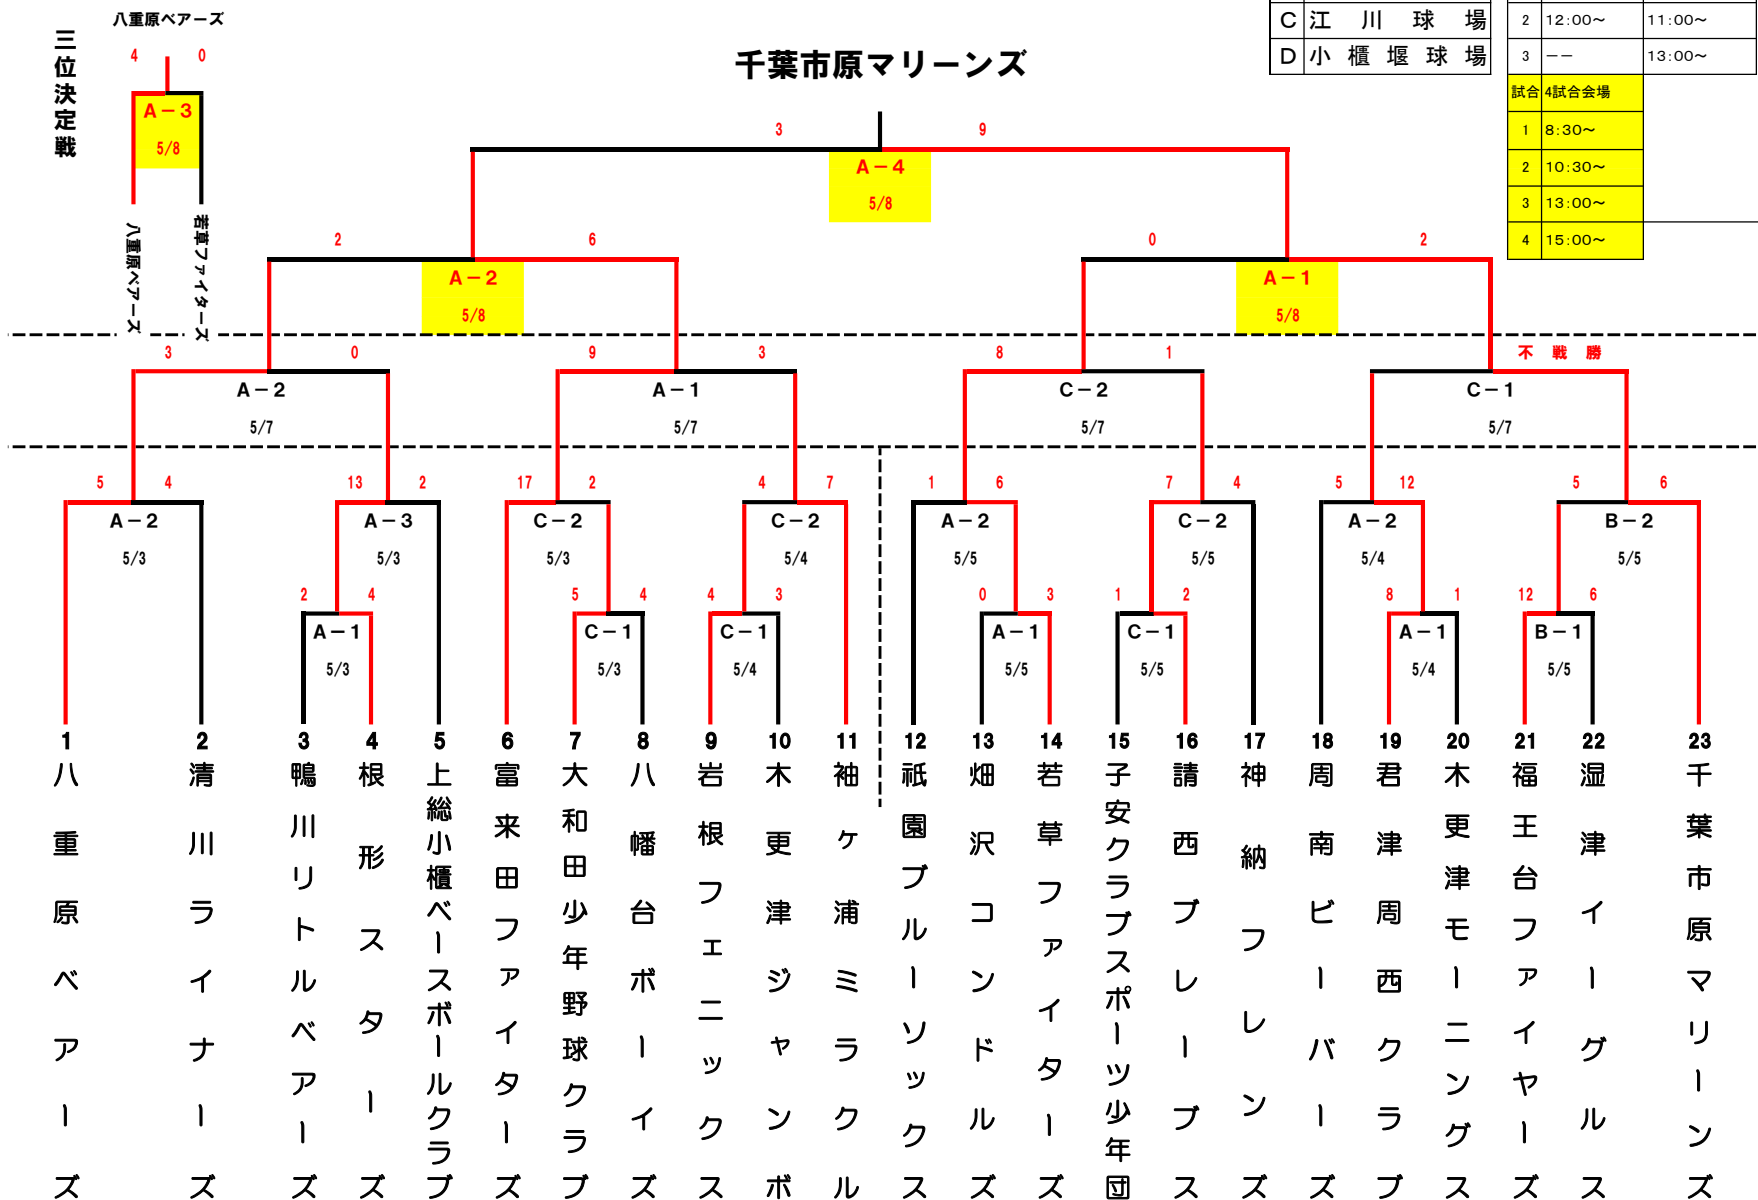 八重原ベアーズ
三位決定戦
4 0
A－3
5/8
八重原ベアーズ
若草ファイターズ
千葉市原マリーンズ
C 江川球場
D 小櫃堰球場
2 12:00～ 11:00～
3 －－ 13:00～
試合 4試合会場
1 8:30～
2 10:30～
3 13:00～
4 15:00～
3 9
A－4
5/8
2 6 0 2
A－2 A－1
5/8 5/8
3 0 9 3 8 1 不戦勝
A－2 A－1 C－2 C－1
5/7 5/7 5/7 5/7
5 4 13 2 17 2 4 7 1 6 7 4 5 12 5 6
A－2 A－3 C－2 C－2 A－2 C－2 A－2 B－2
5/3 5/3 5/3 5/4 5/5 5/5 5/4 5/5
2 4 5 4 4 3 0 3 1 2 8 1 12 6
A－1 C－1 C－1 A－1 C－1 A－1 B－1
5/3 5/3 5/4 5/5 5/5 5/4 5/5
1 八重原ベアーズ
2 清川ライナーズ
3 鴨川リトルベアーズ
4 根形スターズ
5 上総小櫃ベースボールクラブ
6 富来田ファイターズ
7 大和田少年野球クラブ
8 八幡台ボーイズ
9 岩根フェニックス
10 木更津ジャンボ
11 袖ヶ浦ミラクル
12 祇園ブルーソックス
13 畑沢コンドルズ
14 若草ファイターズ
15 子安クラブスポーツ少年団
16 請西ブレーブス
17 神納フレンズ
18 周南ビーバーズ
19 君津周西クラブ
20 木更津モーニングス
21 福王台ファイヤーズ
22 湿津イーグルス
23 千葉市原マリーンズ